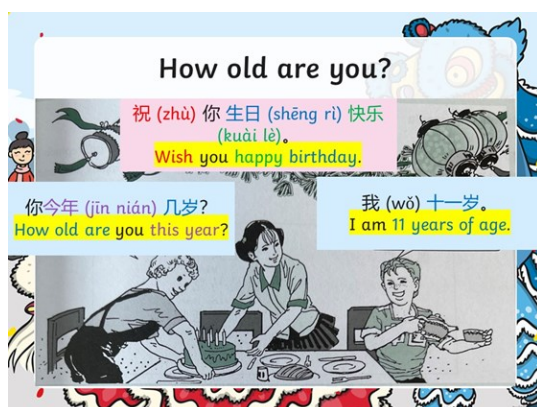 How old are you?
祝 (zhù) 你 生日 (shēng rì) 快乐
(kuài lè)。
Wish you happy birthday.
你今年 (jīn nián) 几岁?
How old are you this year?
我 (wǒ) 十一岁。
I am 11 years of age.